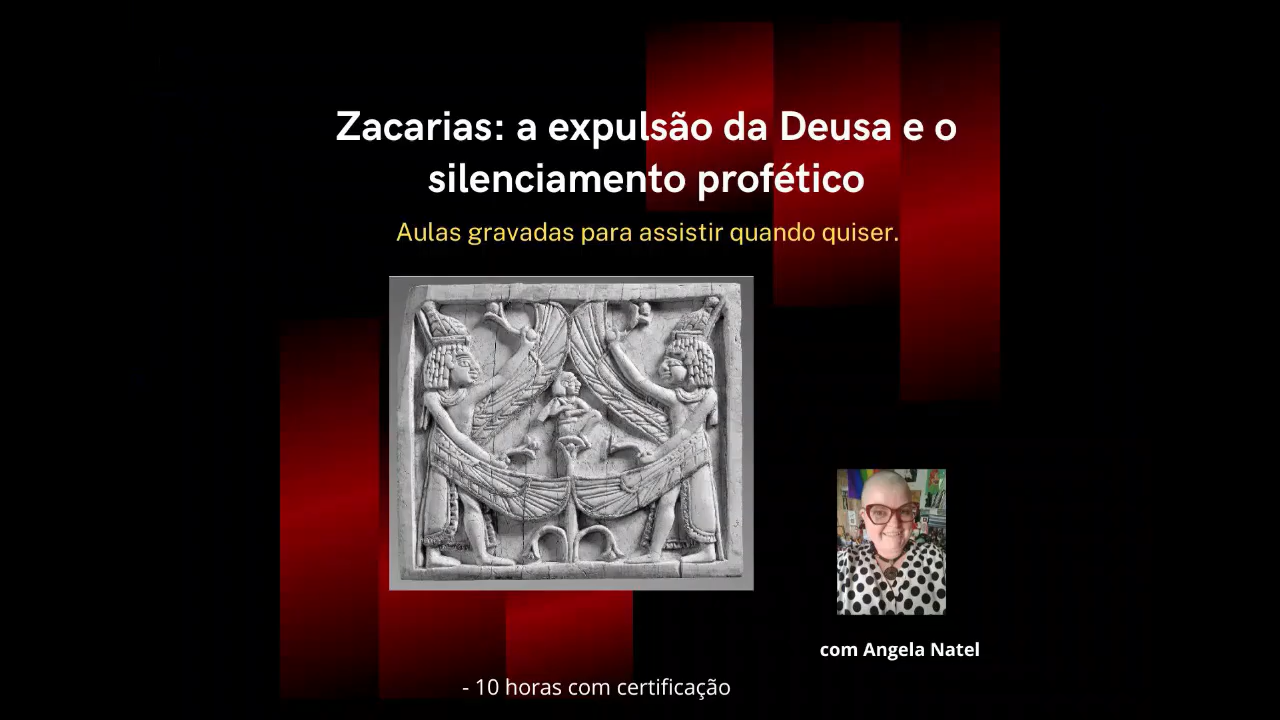 Zacarias: a expulsão da Deusa e o
silenciamento profético
Aulas gravadas para assistir quando quiser.
com Angela Natel
- 10 horas com certificação